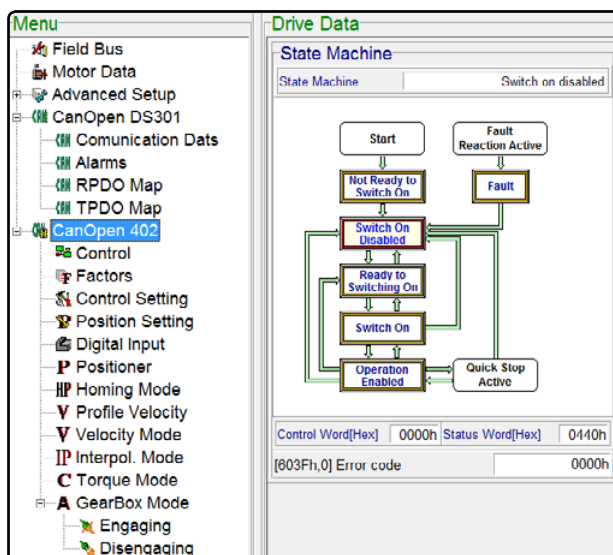 Menu
Field Bus
Motor Data
Advanced Setup
CanOpen DS301
Comunication Dats
Alarms
RPDO Map
TPDO Map
CanOpen 402
Control
Factors
Control Setting
Position Setting
Digital Input
P Positioner
HP Homing Mode
V Profile Velocity
V Velocity Mode
IP Interpol. Mode
C Torque Mode
A GearBox Mode
Engaging
Disengaging
Drive Data
State Machine
State Machine Switch on disabled
Start
Fault
Reaction Active
Not Ready to
Switch On
Fault
Switch On
Disabled
Ready to
Switching On
Switch On
Operation
Enabled
Quick Stop
Active
Control Word[Hex] 0000h Status Word[Hex] 0440h
[603Fh,0] Error code 0000h